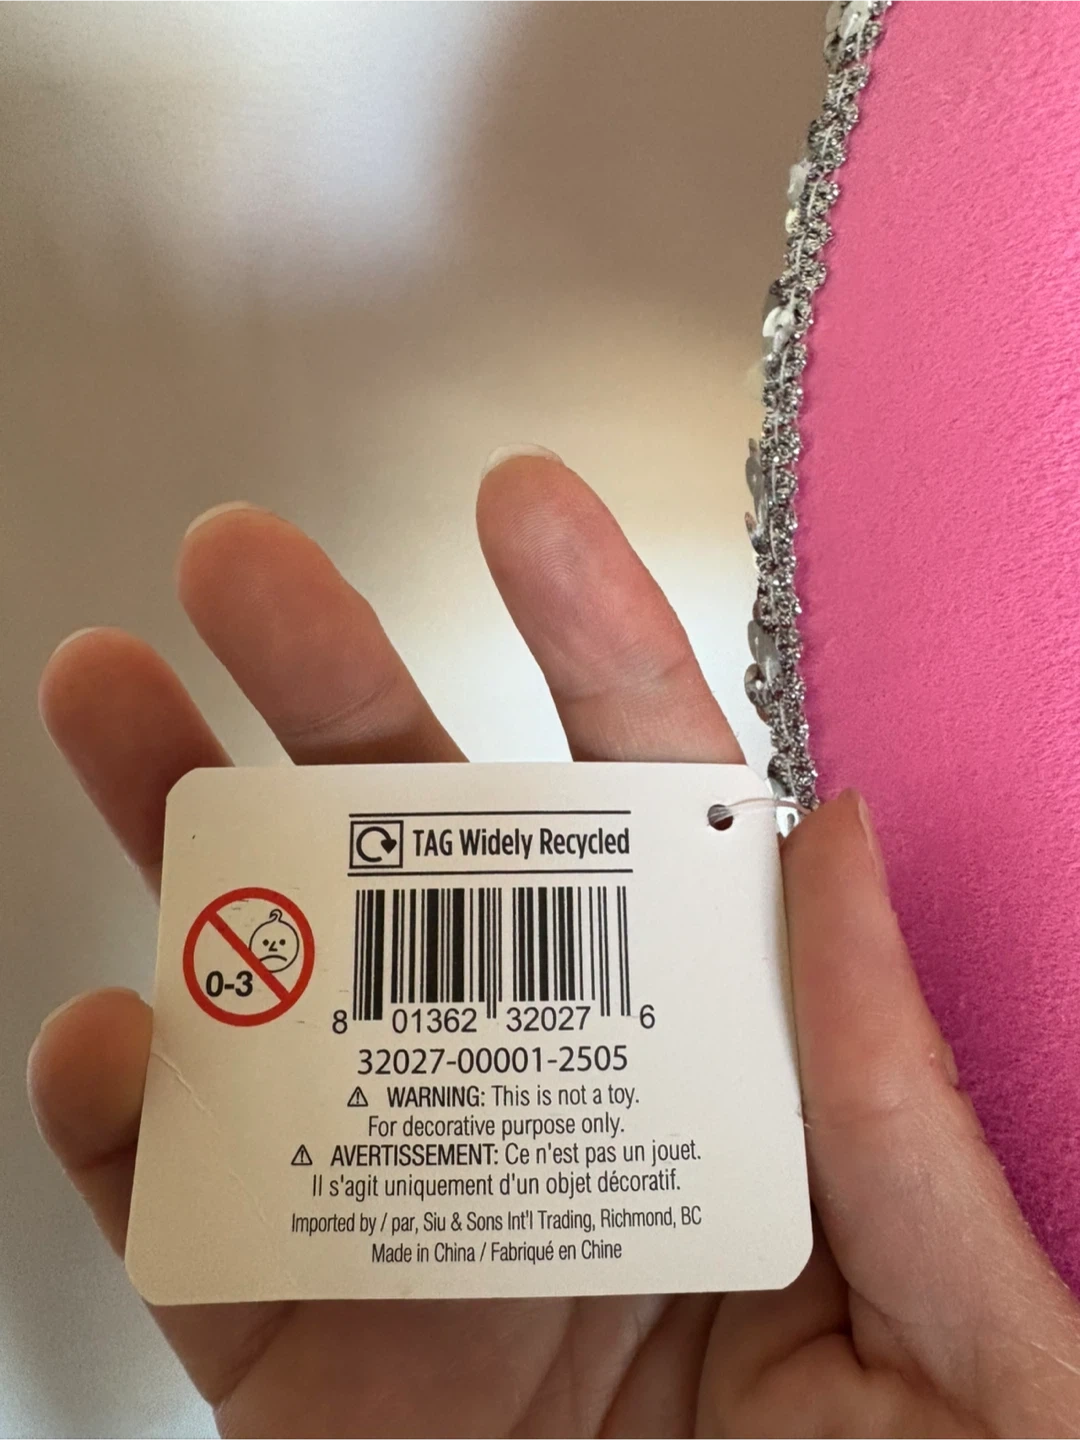 TAG Widely Recycled
0-3
8 01362 32027 6
32027-00001-2505
⚠ WARNING: This is not a toy.
For decorative purpose only.
⚠ AVERTISSEMENT: Ce n'est pas un jouet.
Il s'agit uniquement d'un objet décoratif.
Imported by / par, Siu & Sons Int'l Trading, Richmond, BC
Made in China / Fabriqué en Chine